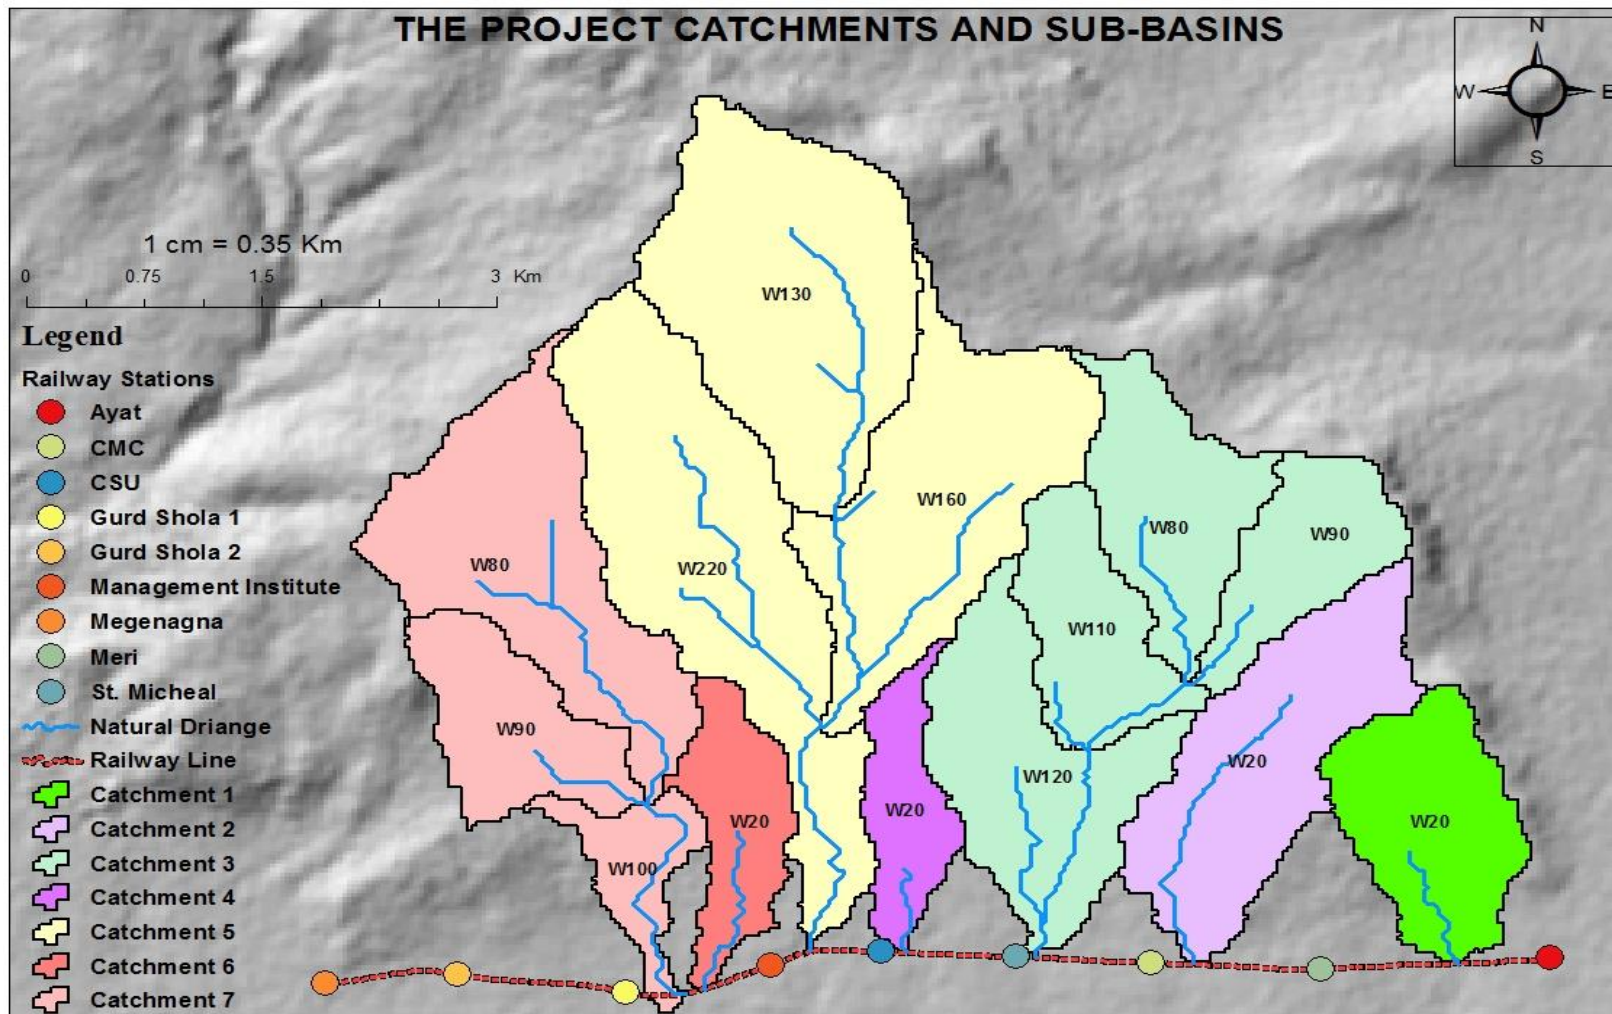 THE PROJECT CATCHMENTS AND SUB-BASINS
N
W
E
S
1 cm = 0.35 Km
0 0.75 1.5 3 Km
Legend
Railway Stations
Ayat
CMC
CSU
Gurd Shola 1
Gurd Shola 2
Management Institute
Megenagna
Meri
St. Micheal
Natural Driange
Railway Line
Catchment 1
Catchment 2
Catchment 3
Catchment 4
Catchment 5
Catchment 6
Catchment 7
W130
W160
W220
W80
W90
W100
W20
W20
W80
W90
W110
W120
W20
W20